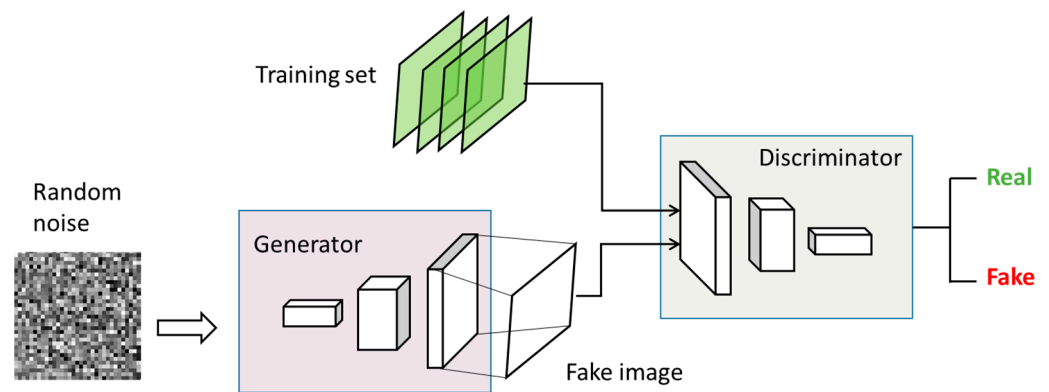 Training set
Random
noise
Generator
Fake image
Discriminator
Real
Fake